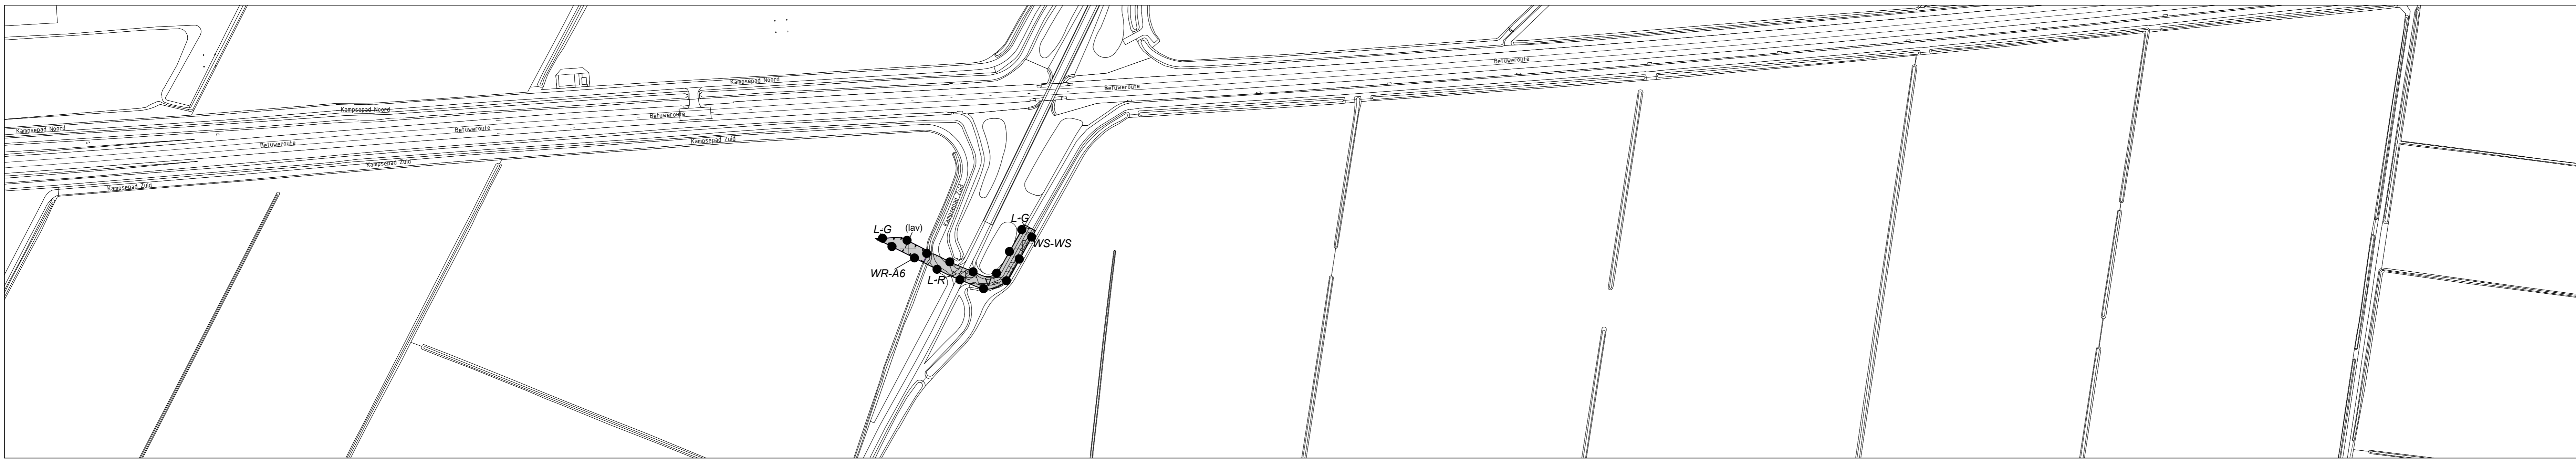 Betuweroute
Kampsepad Noord
Betuweroute
Kampsepad Noord
Betuweroute
Kampsepad Noord
Betuweroute
Kampsepad Zuid
Betuweroute
Kampsepad Zuid
Kampsepad Zuid
Kampsepad Zuid
L-G
L-G
(lav)
WS-WS
WR-A6
L-R